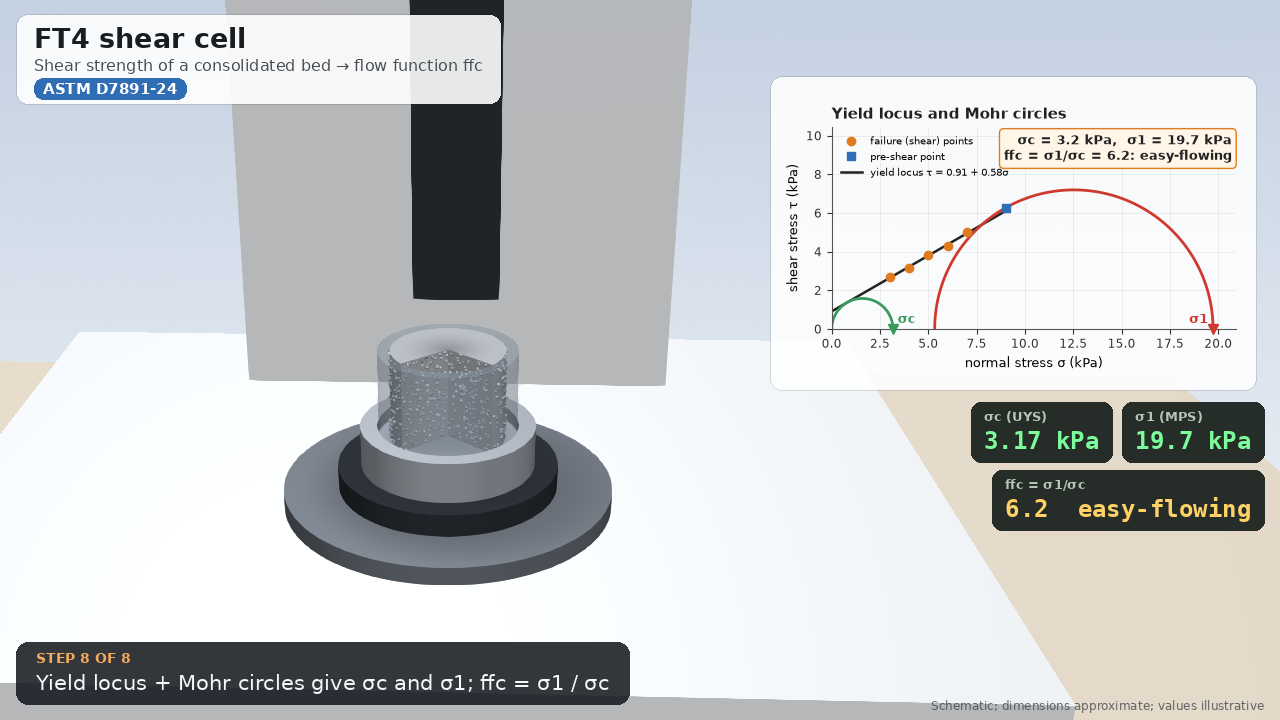 FT4 shear cell
Shear strength of a consolidated bed → flow function ffc
ASTM D7891-24
Yield locus and Mohr circles
failure (shear) points
pre-shear point
yield locus τ = 0.91 + 0.58σ
σc = 3.2 kPa, σ1 = 19.7 kPa
ffc = σ1/σc = 6.2: easy-flowing
shear stress τ (kPa)
10
8
6
4
2
0
σc
σ1
0.0 2.5 5.0 7.5 10.0 12.5 15.0 17.5 20.0
normal stress σ (kPa)
σc (UYS)
3.17 kPa
σ1 (MPS)
19.7 kPa
ffc = σ1/σc
6.2 easy-flowing
STEP 8 OF 8
Yield locus + Mohr circles give σc and σ1; ffc = σ1 / σc
Schematic; dimensions approximate; values illustrative